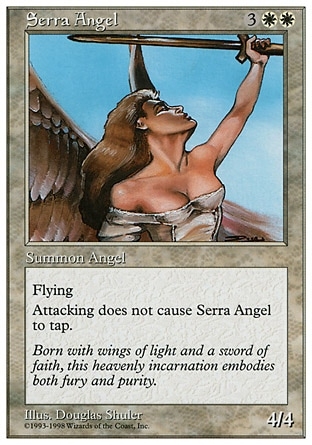 Serra Angel 3
Summon Angel
Flying
Attacking does not cause Serra Angel
to tap.
Born with wings of light and a sword of
faith, this heavenly incarnation embodies
both fury and purity.
Illus. Douglas Shuler
©1993-1998 Wizards of the Coast, Inc.
4/4